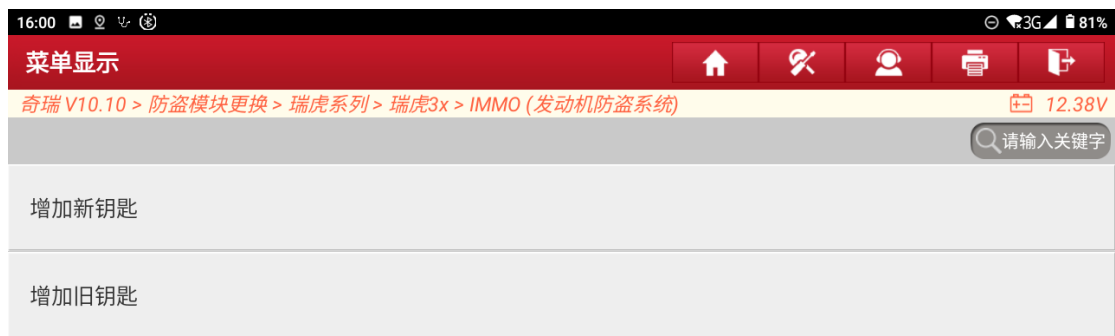 16:00 3G 81%
菜单显示
奇瑞 V10.10 > 防盗模块更换 > 瑞虎系列 > 瑞虎3x > IMMO (发动机防盗系统) 12.38V
请输入关键字
增加新钥匙
增加旧钥匙